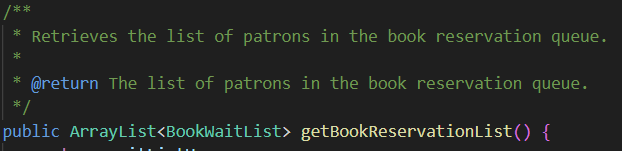 /**
* Retrieves the list of patrons in the book reservation queue.
*
* @return The list of patrons in the book reservation queue.
*/
public ArrayList<BookWaitList> getBookReservationList() {